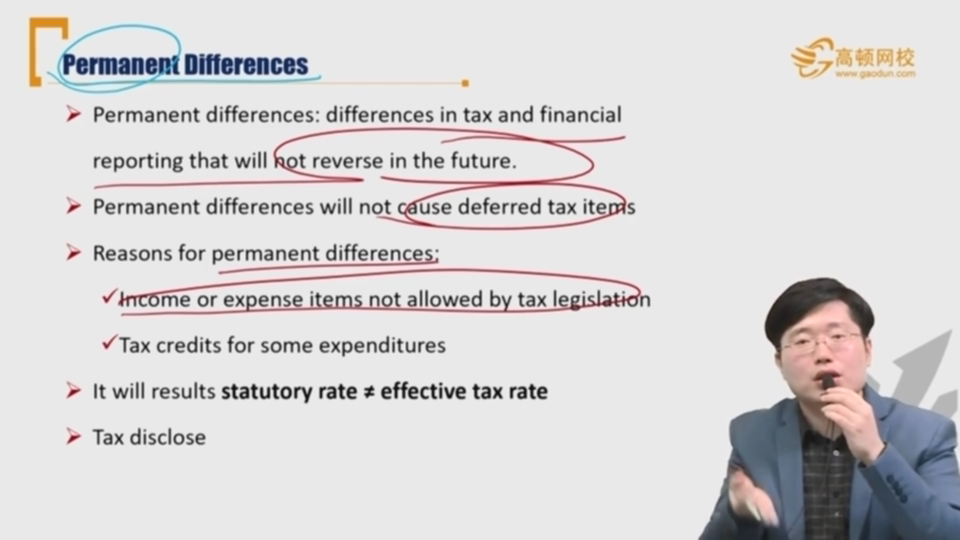 Permanent Differences
高顿网校
www.gaodun.com
Permanent differences: differences in tax and financial
reporting that will not reverse in the future.
Permanent differences will not cause deferred tax items
Reasons for permanent differences;
Income or expense items not allowed by tax legislation
Tax credits for some expenditures
It will results statutory rate ≠ effective tax rate
Tax disclose